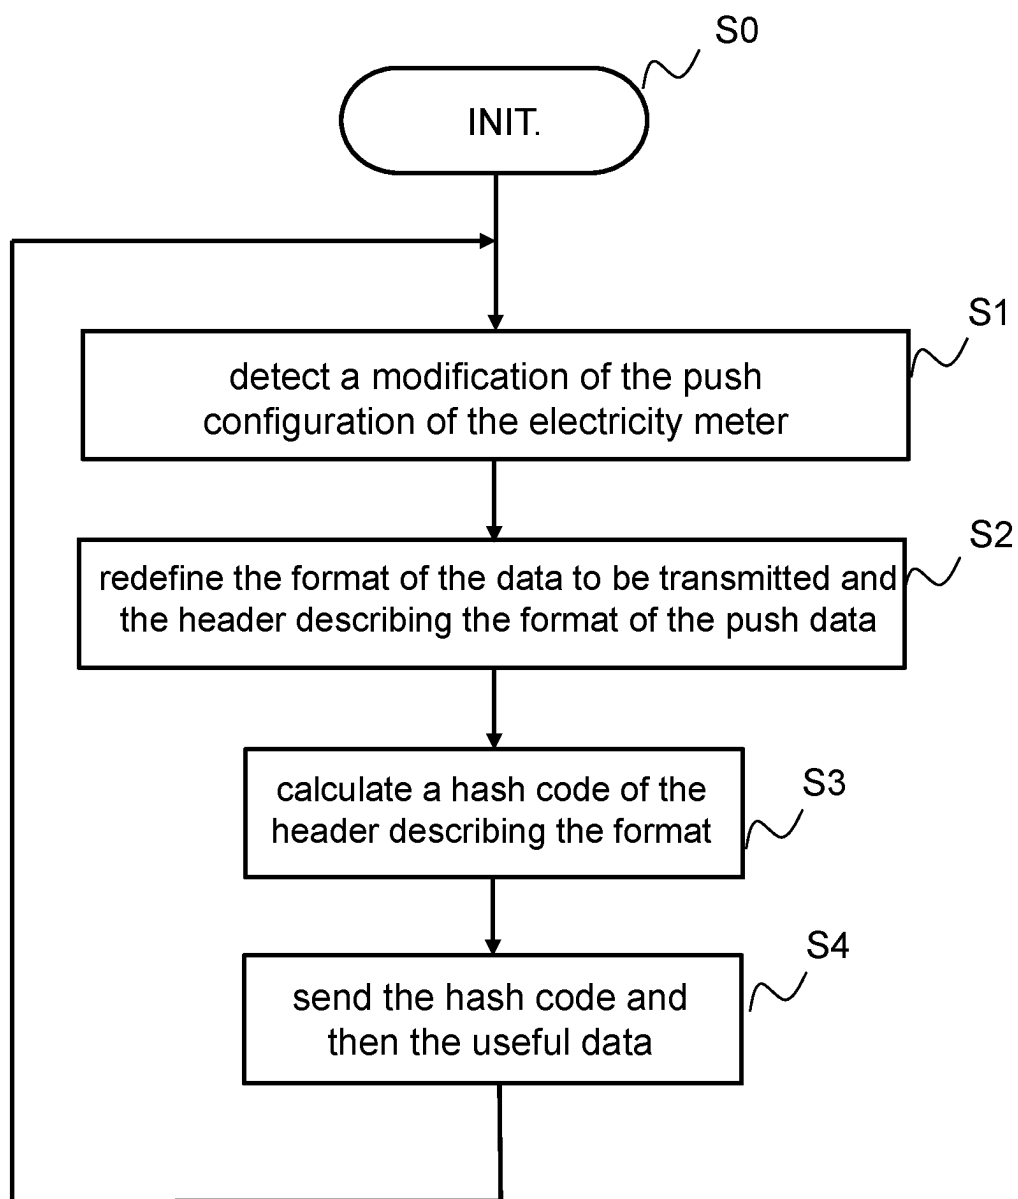 S0
INIT.
S1
detect a modification of the push
configuration of the electricity meter
S2
redefine the format of the data to be transmitted and
the header describing the format of the push data
S3
calculate a hash code of the
header describing the format
S4
send the hash code and
then the useful data